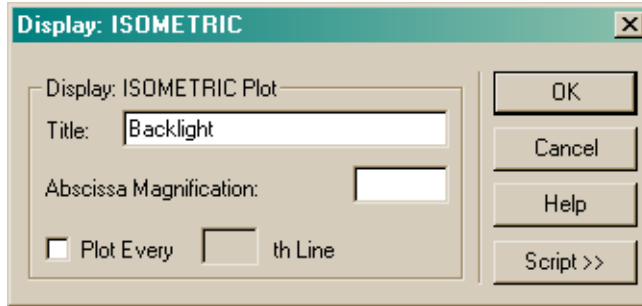 Display: ISOMETRIC
Display: ISOMETRIC Plot
Title: Backlight
Abscissa Magnification:
Plot Every th Line
OK
Cancel
Help
Script >>